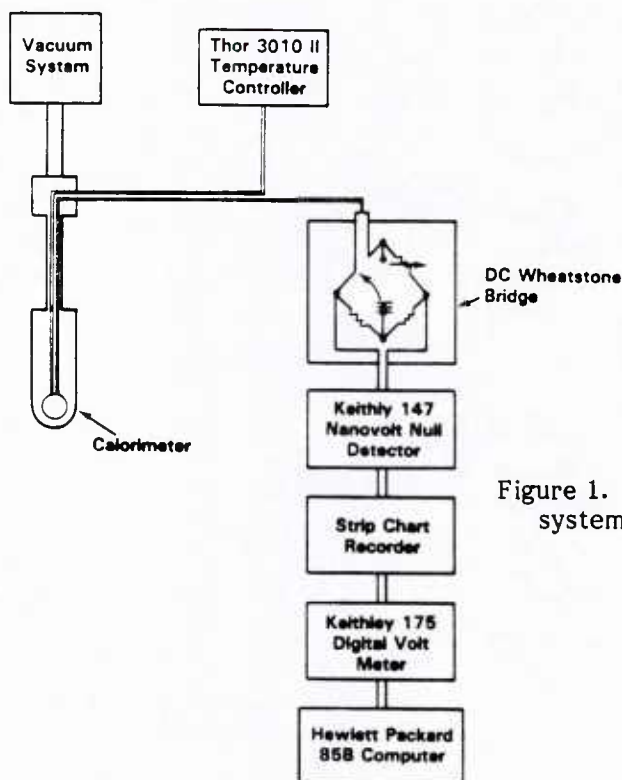 Vacuum
System
Thor 3010 II
Temperature
Controller
DC Wheatstone
Bridge
Calorimeter
Keithly 147
Nanovolt Null
Detector
Figure 1.
system
Strip Chart
Recorder
Keithley 175
Digital Volt
Meter
Hewlett Packard
85B Computer